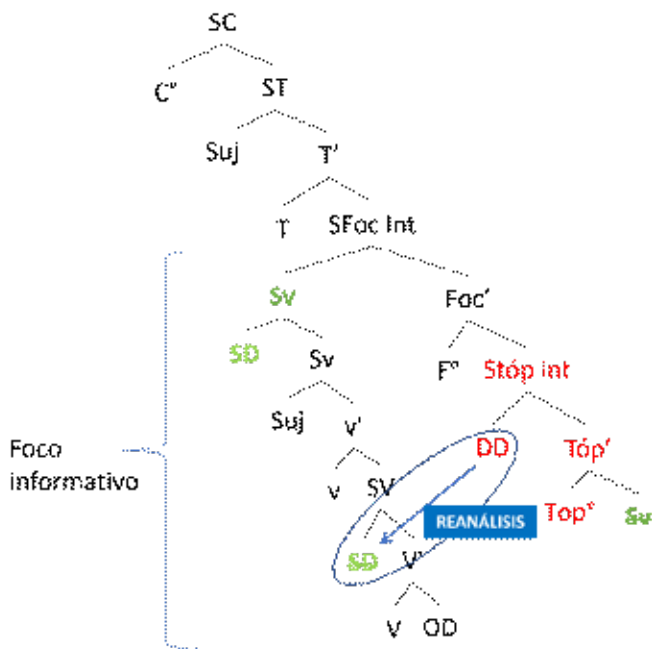 SC
C° ST
Suj T'
T SFoc Int
Sv Foc'
SD Sv F° Stóp int
Suj v' DD Tóp'
Foco
informativo
v SV Top° Sv
REANÁLISIS
SD V'
V OD